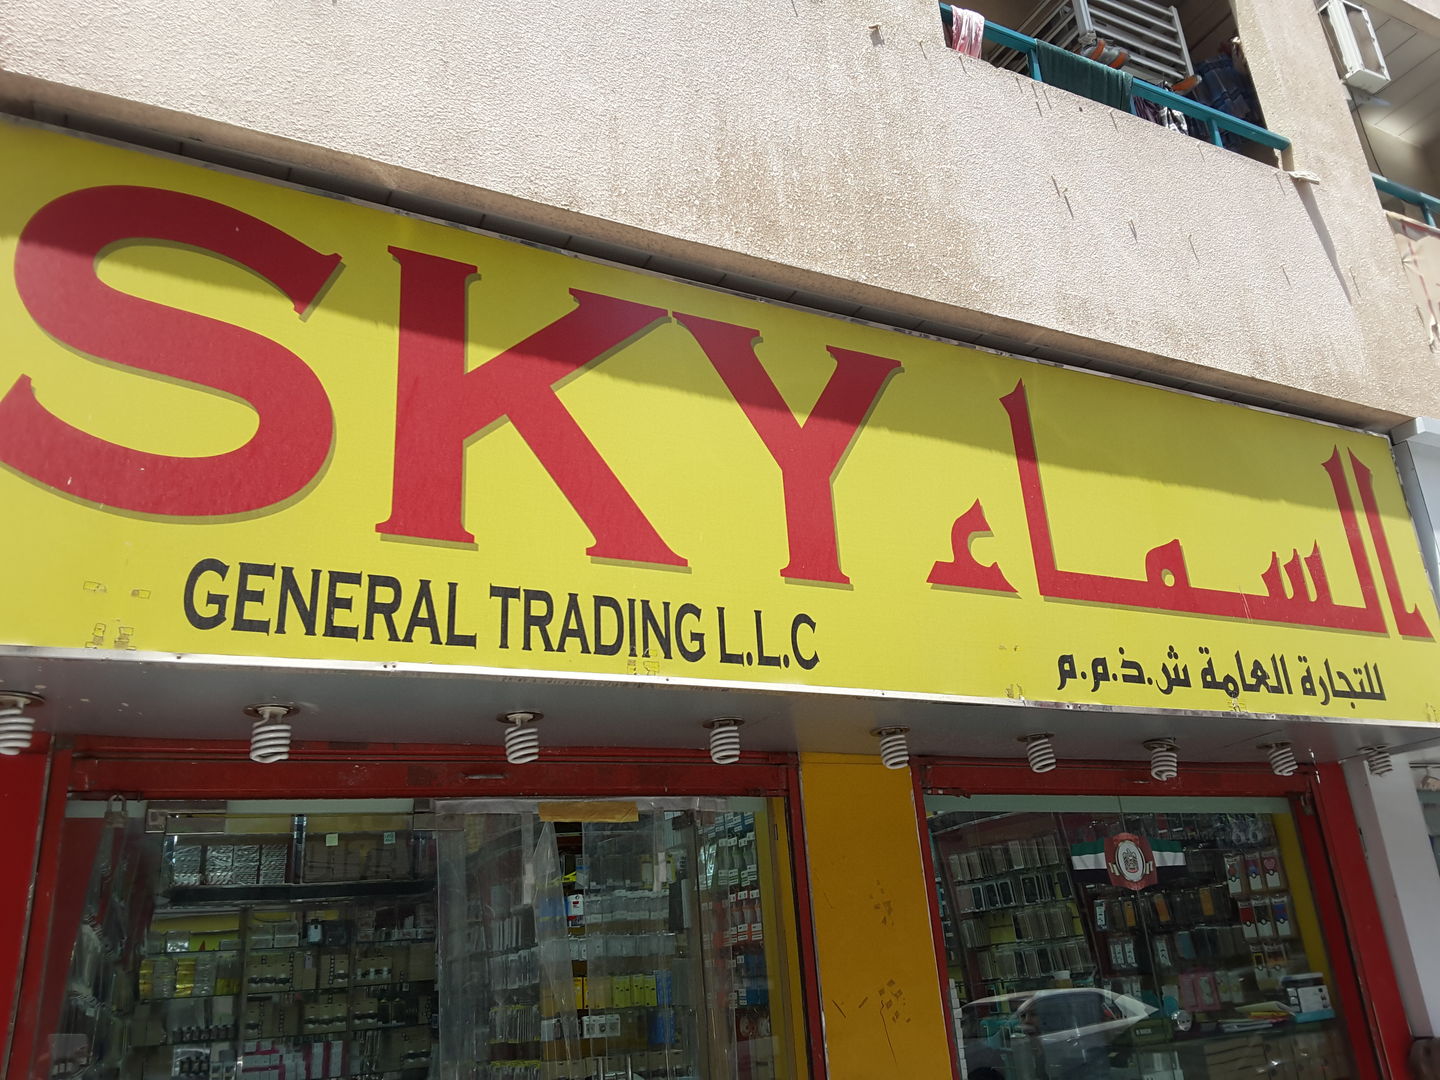 SKY
السماء
GENERAL TRADING L.L.C
للتجارة العامة ش.ذ.م.م